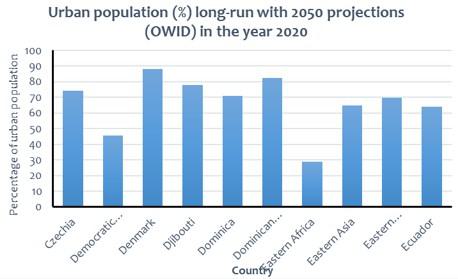 Urban population (%) long-run with 2050 projections
(OWID) in the year 2020
Percentage of urban population
100
90
80
70
60
50
40
30
20
10
0
Czechia
Democratic...
Denmark
Djibouti
Dominica
Dominican...
Eastern Africa
Eastern Asia
Eastern...
Ecuador
Country